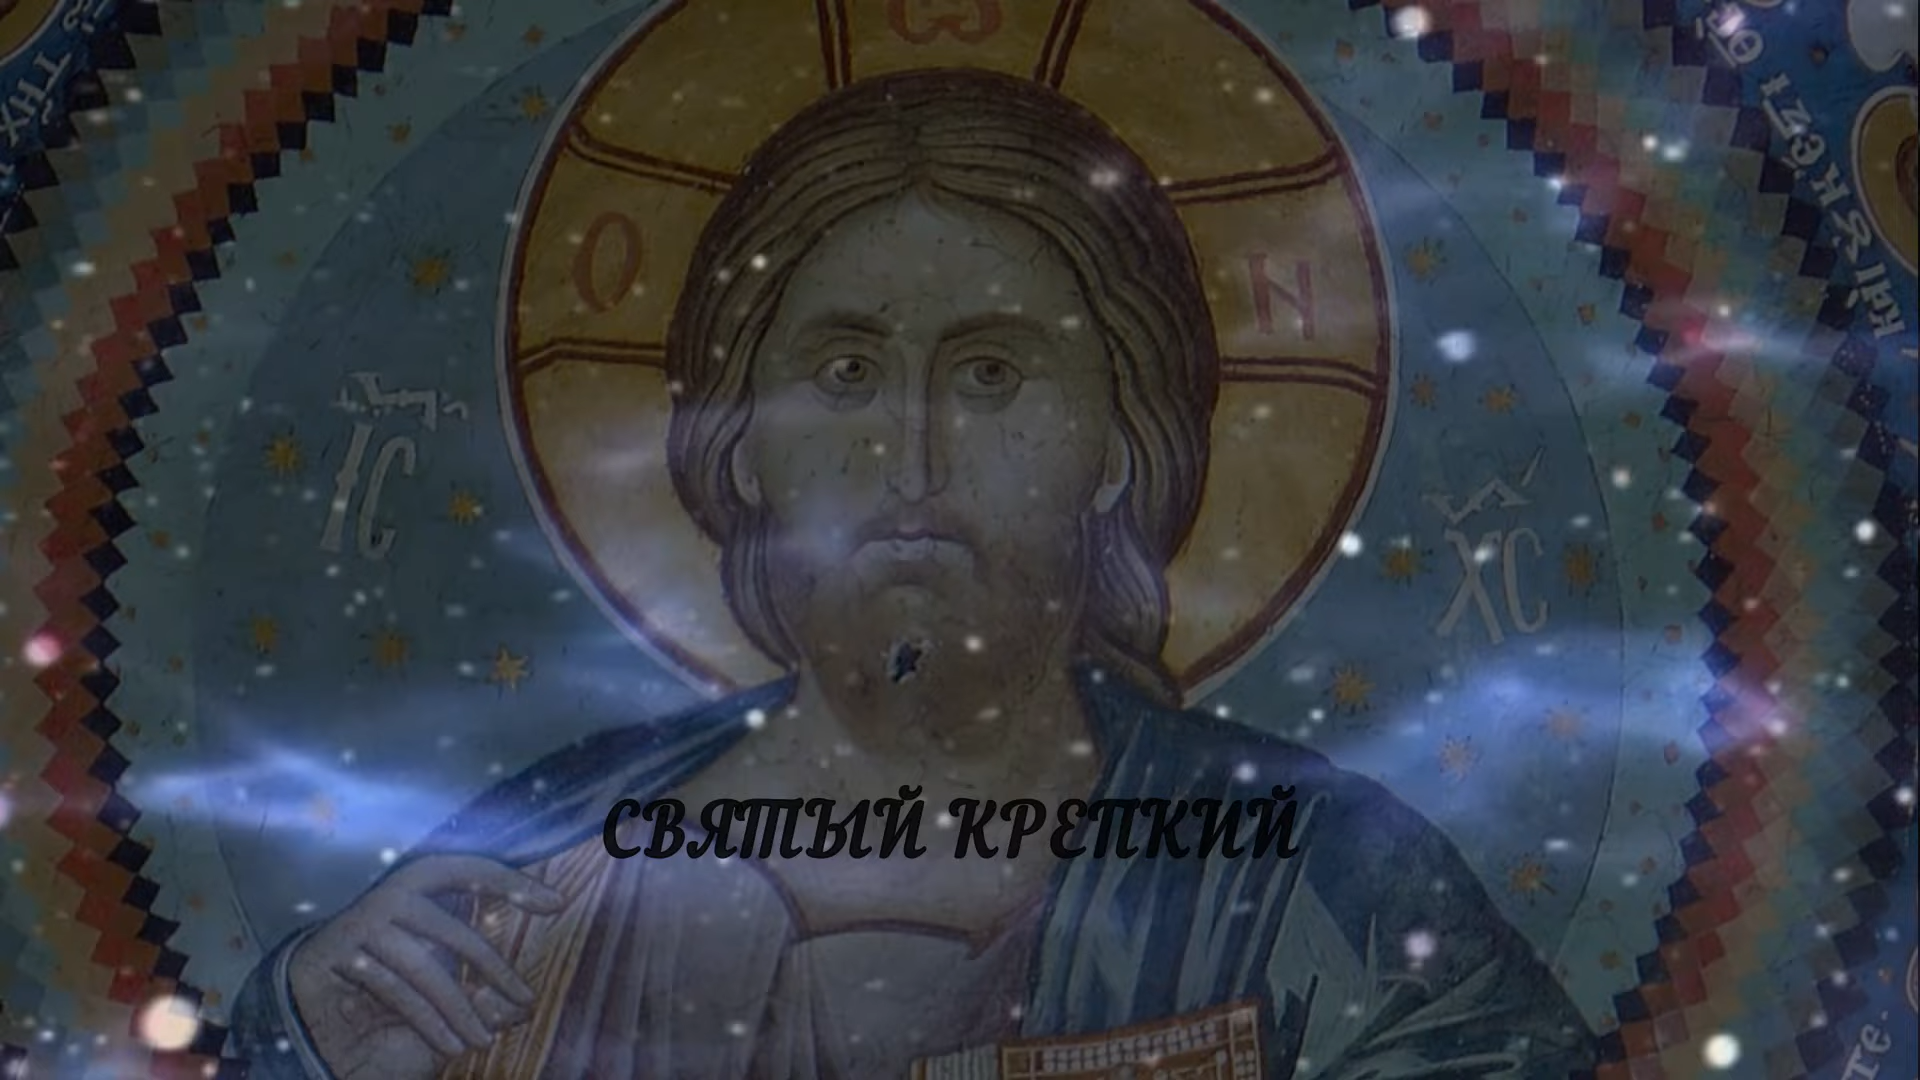 Ѡ
О
Н
ІС
ХС
СВЯТЫЙ КРЕПКИЙ